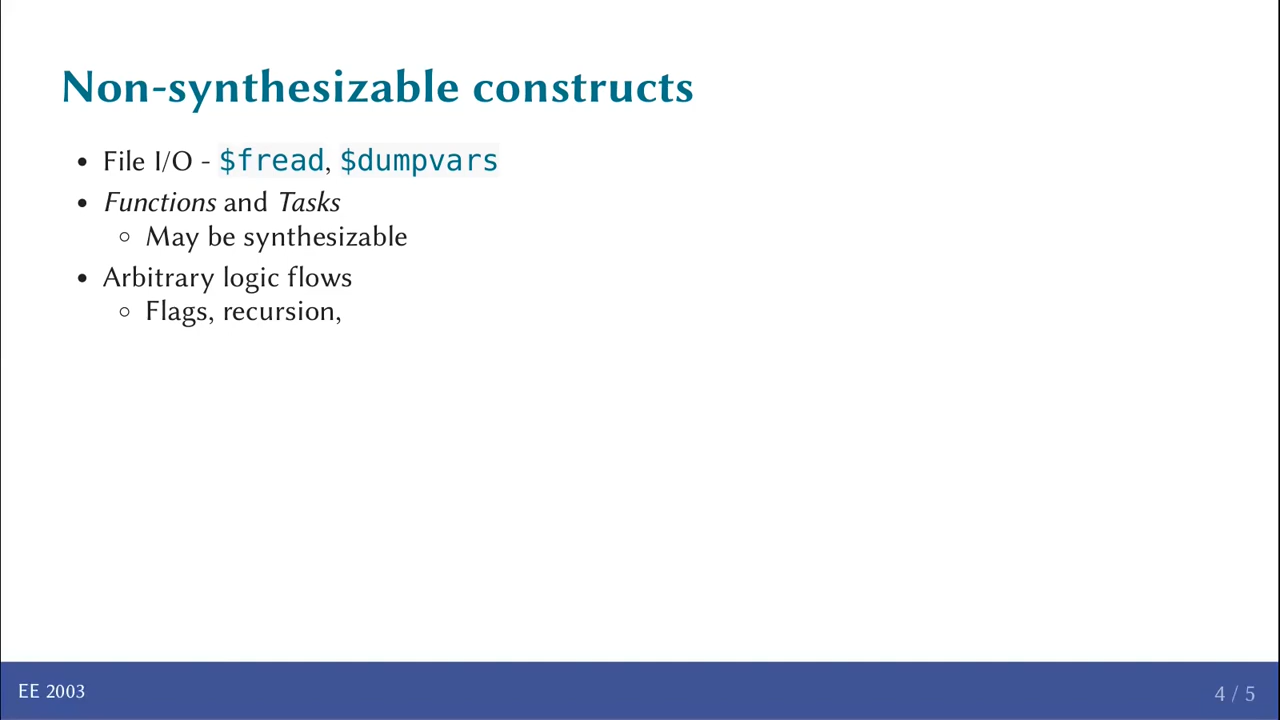 Non-synthesizable constructs
• File I/O - $fread, $dumpvars
• Functions and Tasks
◦ May be synthesizable
• Arbitrary logic flows
◦ Flags, recursion,
EE 2003
4 / 5